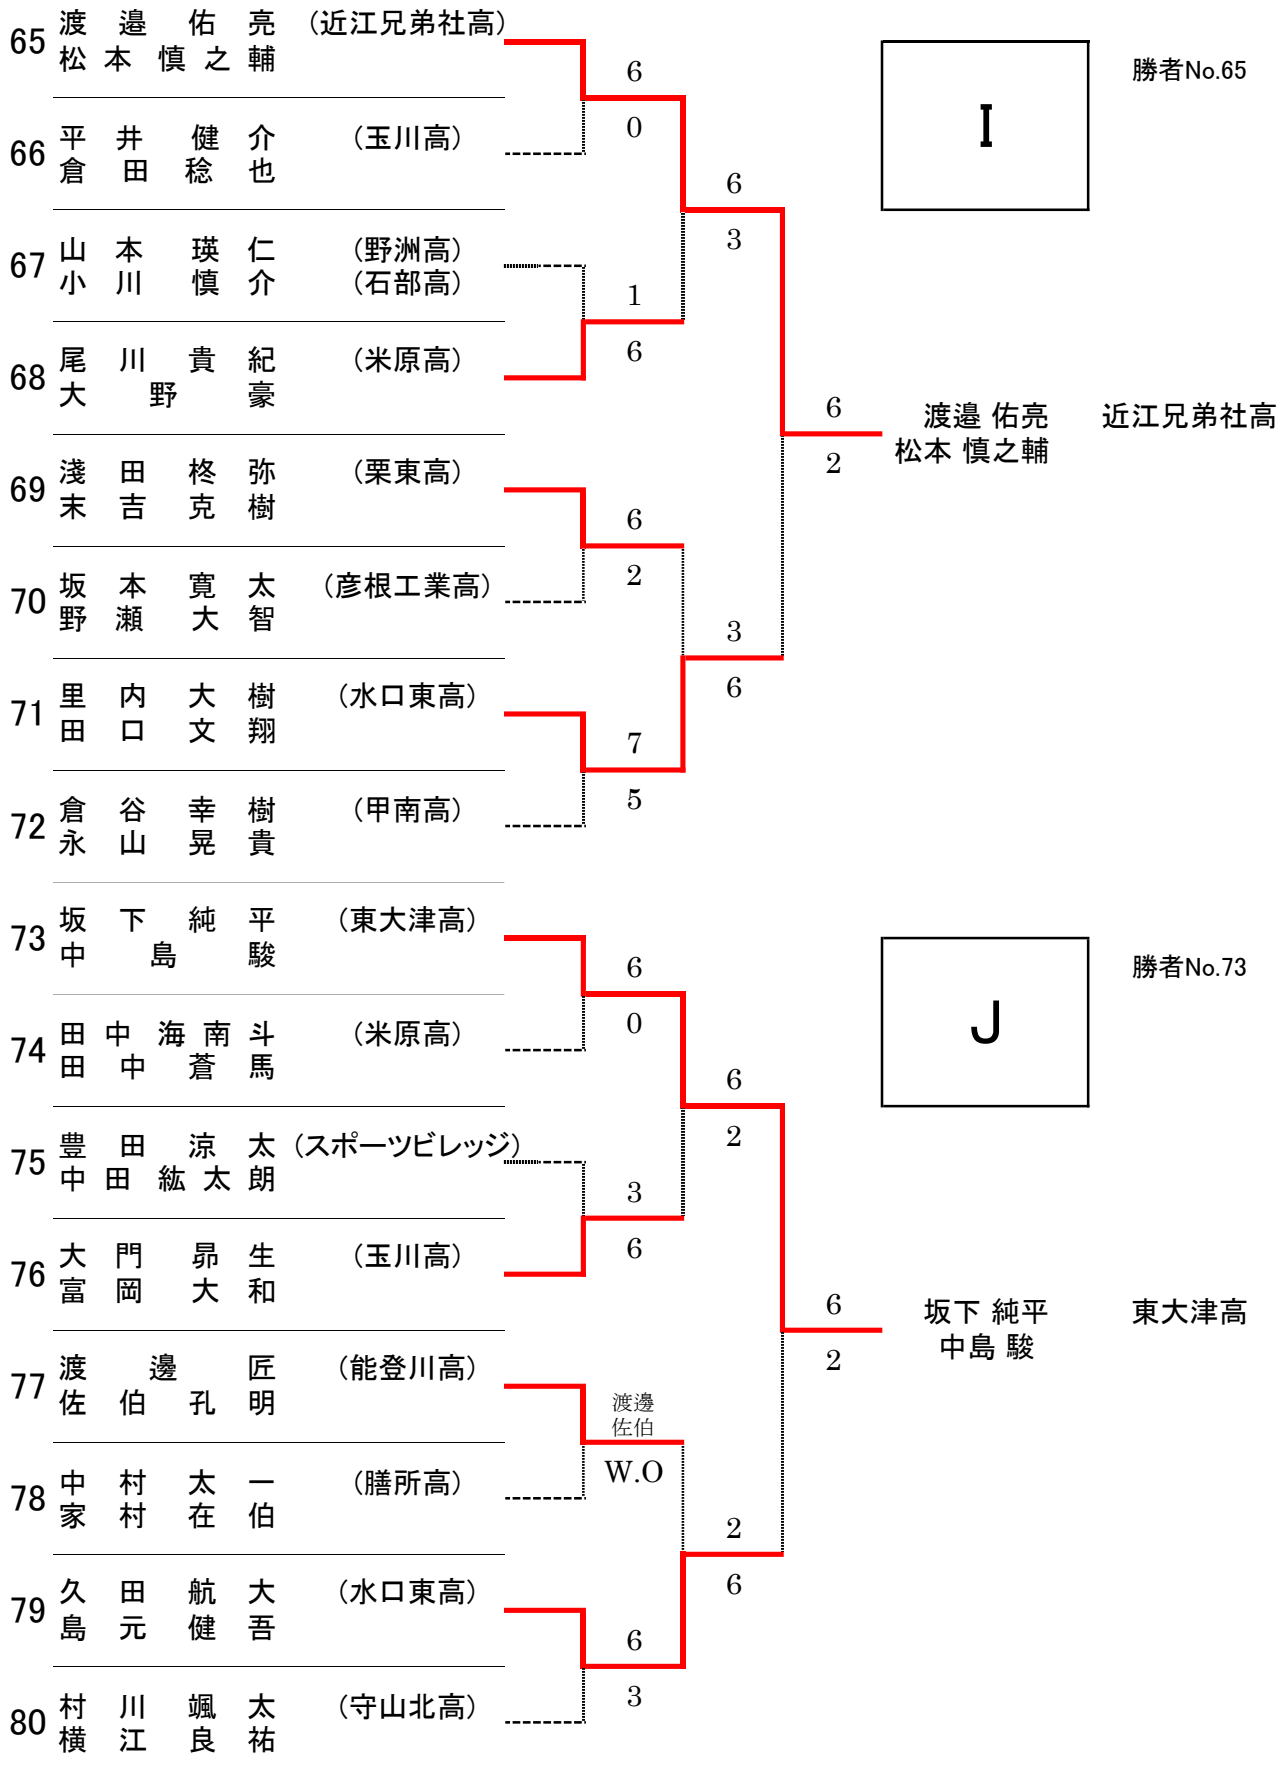 65 渡邉佑亮 (近江兄弟社高)
松本慎之輔
6
0
66 平井健介 (玉川高)
倉田稔也
6
3
67 山本瑛仁 (野洲高)
小川慎介 (石部高)
1
6
68 尾川貴紀 (米原高)
大野豪
I
勝者No.65
6
2
渡邉 佑亮 近江兄弟社高
松本 慎之輔
69 淺田柊弥 (栗東高)
末吉克樹
6
2
70 坂本寛太 (彦根工業高)
野瀬大智
3
6
71 里内大樹 (水口東高)
田口文翔
7
5
72 倉谷幸樹 (甲南高)
永山晃貴
73 坂下純平 (東大津高)
中島駿
6
0
74 田中海南斗 (米原高)
田中蒼馬
6
2
75 豊田涼太 (スポーツビレッジ)
中田紘太朗
3
6
76 大門昴生 (玉川高)
富岡大和
J
勝者No.73
6
2
坂下 純平 東大津高
中島 駿
77 渡邊匠 (能登川高)
佐伯孔明
渡邊
佐伯
W.O
78 中村太一 (膳所高)
家村在伯
2
6
79 久田航大 (水口東高)
島元健吾
6
3
80 村川颯太 (守山北高)
横江良祐